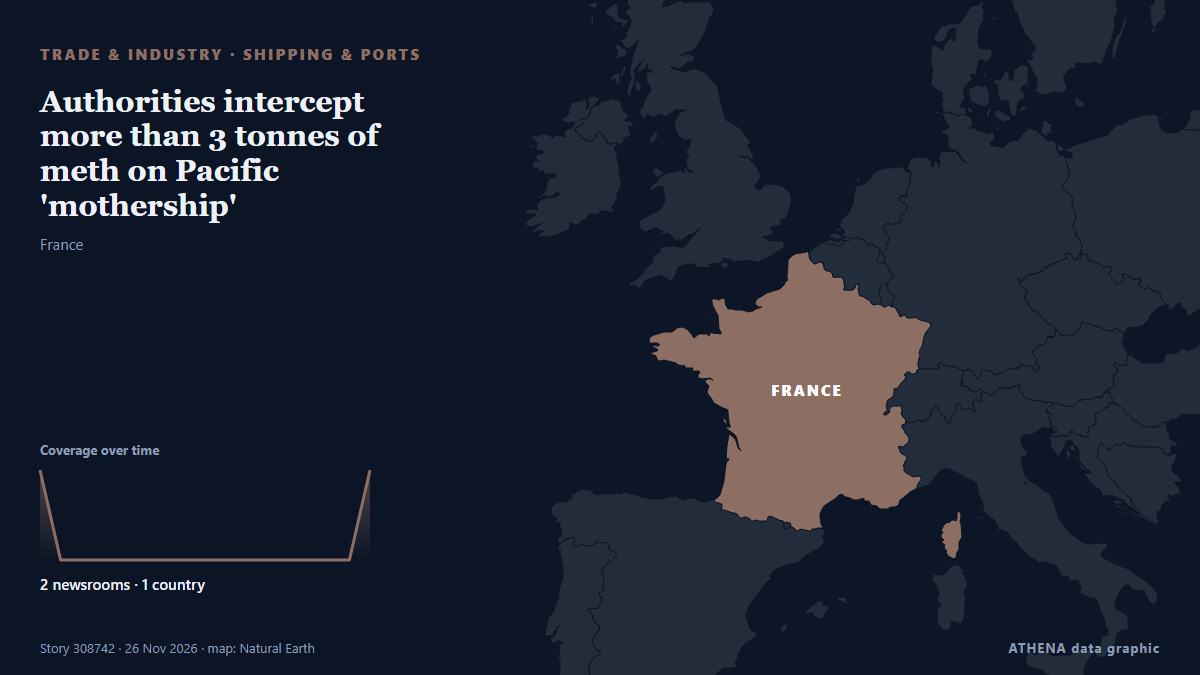 TRADE & INDUSTRY · SHIPPING & PORTS
Authorities intercept
more than 3 tonnes of
meth on Pacific
'mothership'
France
FRANCE
Coverage over time
2 newsrooms · 1 country
Story 308742 · 26 Nov 2026 · map: Natural Earth
ATHENA data graphic